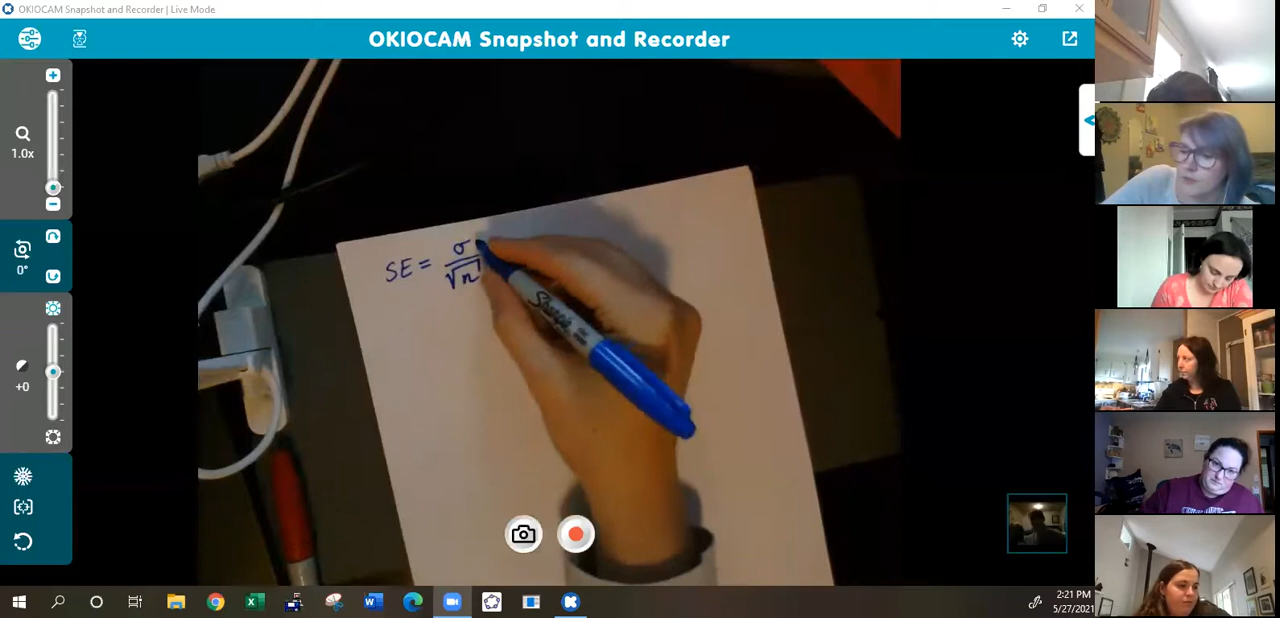 OKIOCAM Snapshot and Recorder | Live Mode
OKIOCAM Snapshot and Recorder
1.0x
0°
+0
SE = σ/√n
Sharpie
2:21 PM
5/27/2021